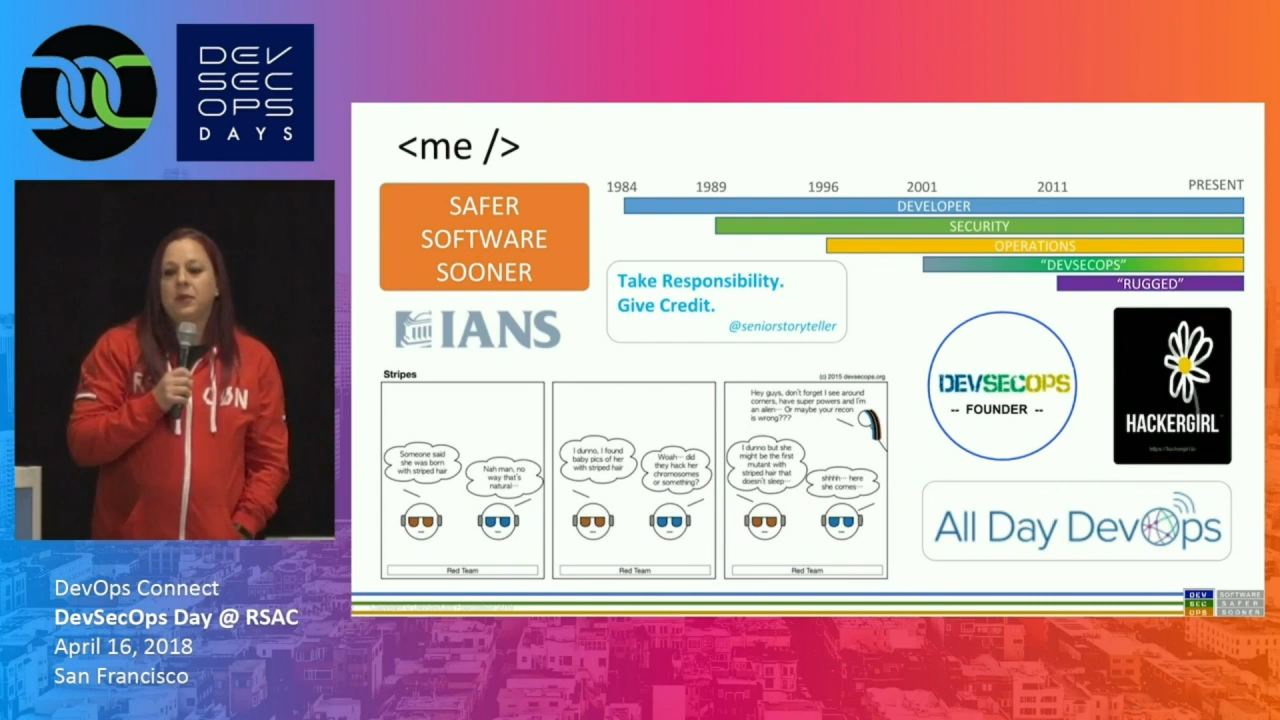 DEV
SEC
OPS
DAYS
<me />
SAFER
SOFTWARE
SOONER
1984 1989 1996 2001 2011 PRESENT
DEVELOPER
SECURITY
OPERATIONS
“DEVSECOPS”
“RUGGED”
Take Responsibility.
Give Credit.
@seniorstoryteller
IANS
DEVSECOPS
-- FOUNDER --
HACKERGIRL
All Day DevOps
Stripes
(c) 2015 devsecops.org
Someone said
she was born
with striped hair
Nah man, no
way that's
natural...
Red Team
I dunno, I found
baby pics of her
with striped hair
Woah... did
they hack her
chromosomes
or something?
Red Team
Hey guys, don't forget I see around
corners, have super powers and I'm
an alien... Or maybe your recon
is wrong???
I dunno but she
might be the first
mutant with
striped hair that
doesn't sleep...
shhhh... here
she comes...
Red Team
DEV SOFTWARE
SEC SAFER
OPS SOONER
DevOps Connect
DevSecOps Day @ RSAC
April 16, 2018
San Francisco